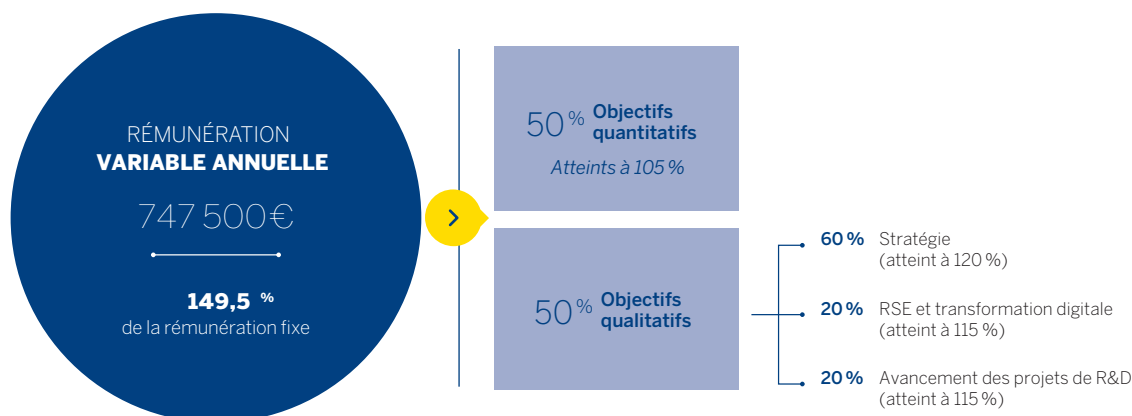 RÉMUNÉRATION
VARIABLE ANNUELLE
747 500 €
149,5 %
de la rémunération fixe
50 % Objectifs
quantitatifs
Atteints à 105 %
50 % Objectifs
qualitatifs
60 % Stratégie
(atteint à 120 %)
20 % RSE et transformation digitale
(atteint à 115 %)
20 % Avancement des projets de R&D
(atteint à 115 %)